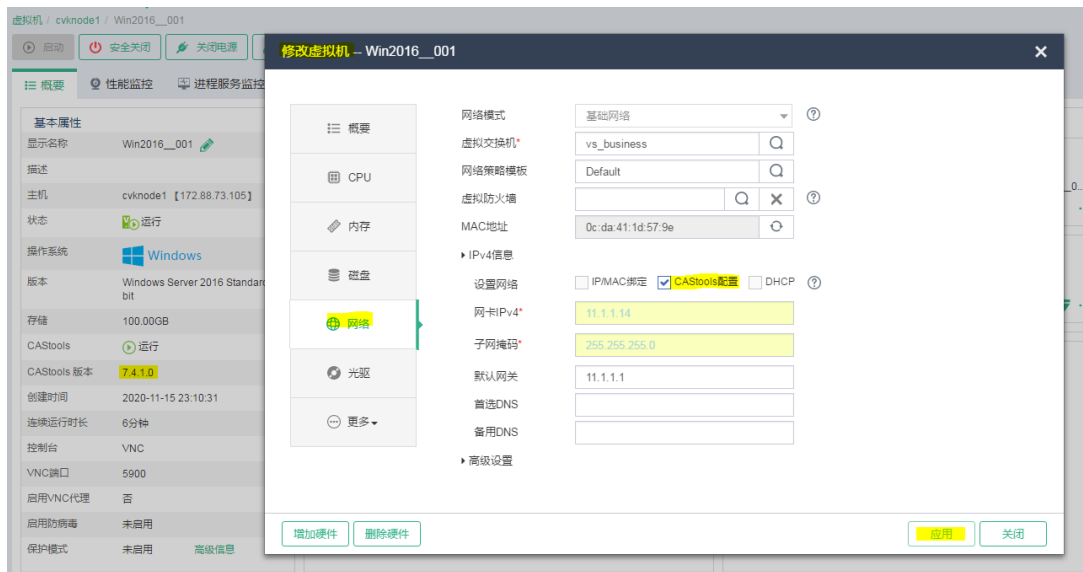 虚拟机 / cvknode1 / Win2016__001
启动 安全关闭 关闭电源
概要 性能监控 进程服务监控
基本属性
显示名称 Win2016__001
描述
主机 cvknode1【172.88.73.105】
状态 运行
操作系统 Windows
版本 Windows Server 2016 Standard
bit
存储 100.00GB
CAStools 运行
CAStools 版本 7.4.1.0
创建时间 2020-11-15 23:10:31
连续运行时长 6分钟
控制台 VNC
VNC端口 5900
启用VNC代理 否
启用防病毒 未启用
保护模式 未启用 高级信息
修改虚拟机 -- Win2016__001
概要
CPU
内存
磁盘
网络
光驱
更多
网络模式 基础网络
虚拟交换机* vs_business
网络策略模板 Default
虚拟防火墙
MAC地址 0c:da:41:1d:57:9e
IPv4信息
设置网络 IP/MAC绑定 CAStools配置 DHCP
网卡IPv4* 11.1.1.14
子网掩码* 255.255.255.0
默认网关 11.1.1.1
首选DNS
备用DNS
高级设置
增加硬件 删除硬件 应用 关闭